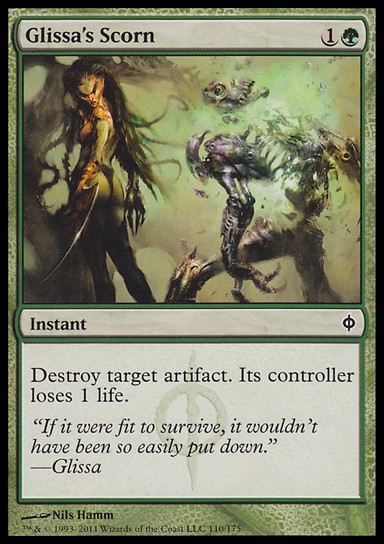 Glissa's Scorn 1
Instant
Destroy target artifact. Its controller
loses 1 life.
"If it were fit to survive, it wouldn't
have been so easily put down."
—Glissa
Nils Hamm
™ & © 1993–2011 Wizards of the Coast LLC 110/175